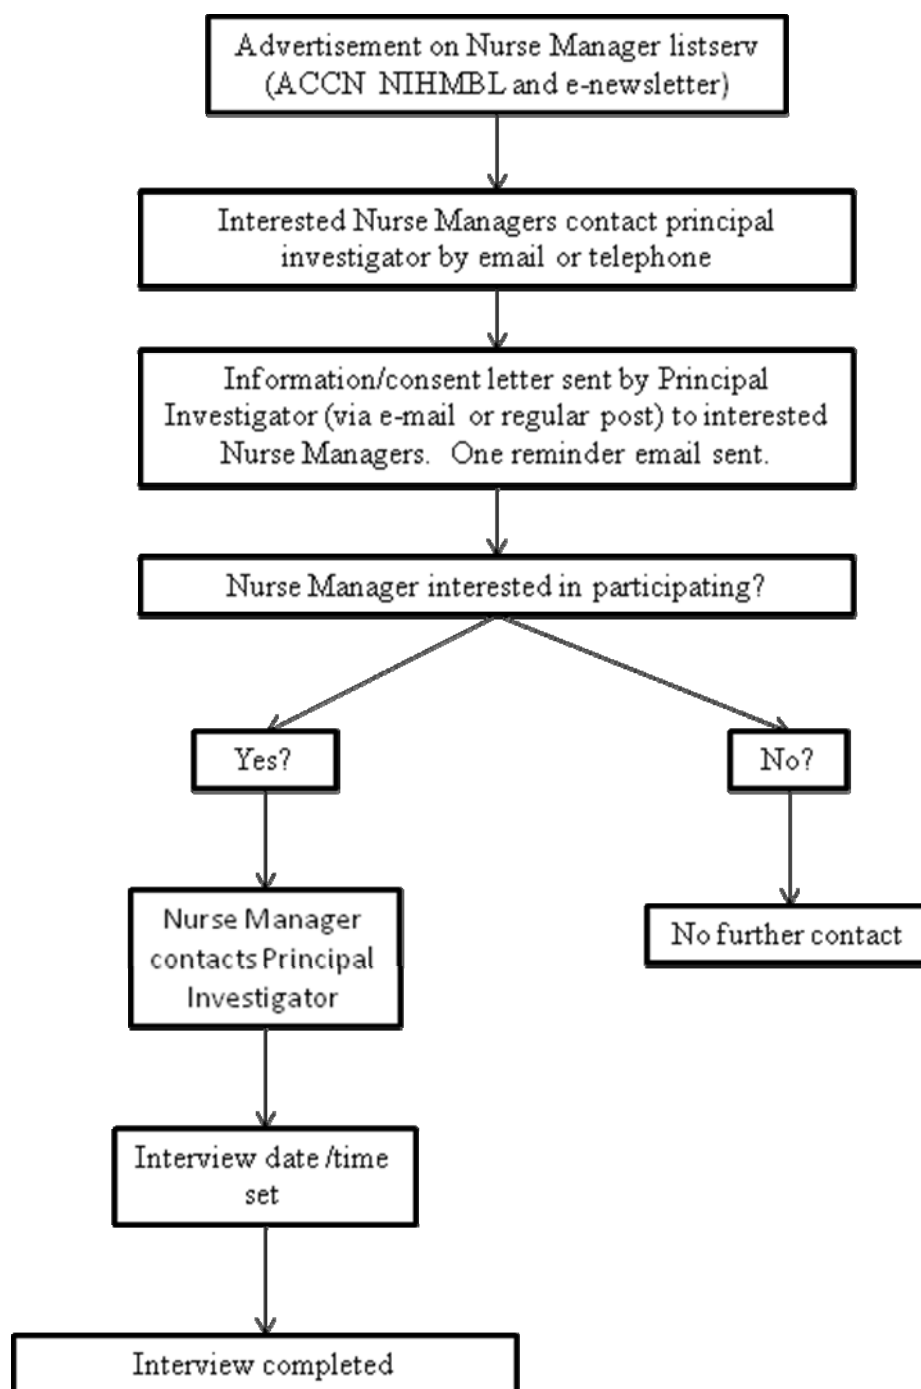 Advertisement on Nurse Manager listserv
(ACCN NIHMBL and e-newsletter)
Interested Nurse Managers contact principal
investigator by email or telephone
Information/consent letter sent by Principal
Investigator (via e-mail or regular post) to interested
Nurse Managers. One reminder email sent.
Nurse Manager interested in participating?
Yes?
No?
Nurse Manager
contacts Principal
Investigator
No further contact
Interview date /time
set
Interview completed